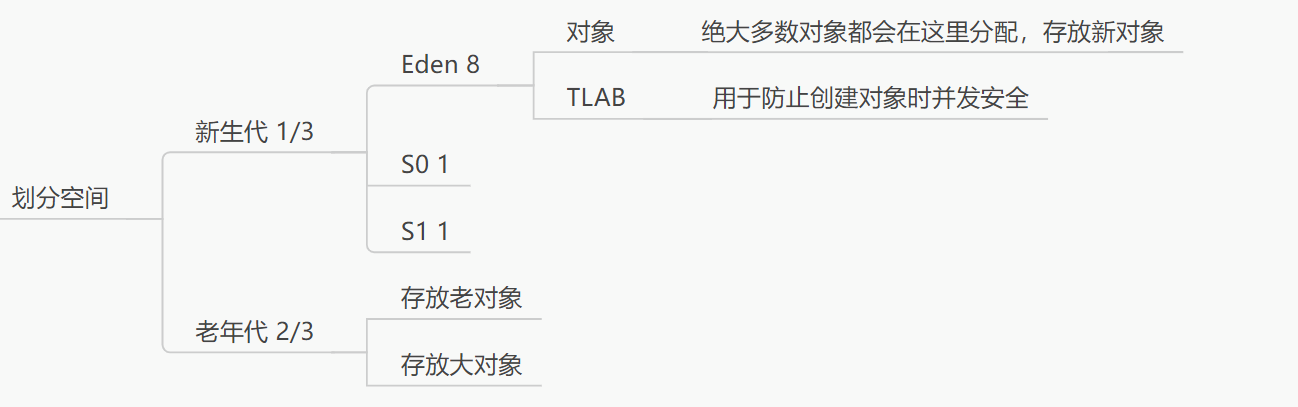 划分空间
新生代 1/3
Eden 8
对象
绝大多数对象都会在这里分配，存放新对象
TLAB
用于防止创建对象时并发安全
S0 1
S1 1
老年代 2/3
存放老对象
存放大对象